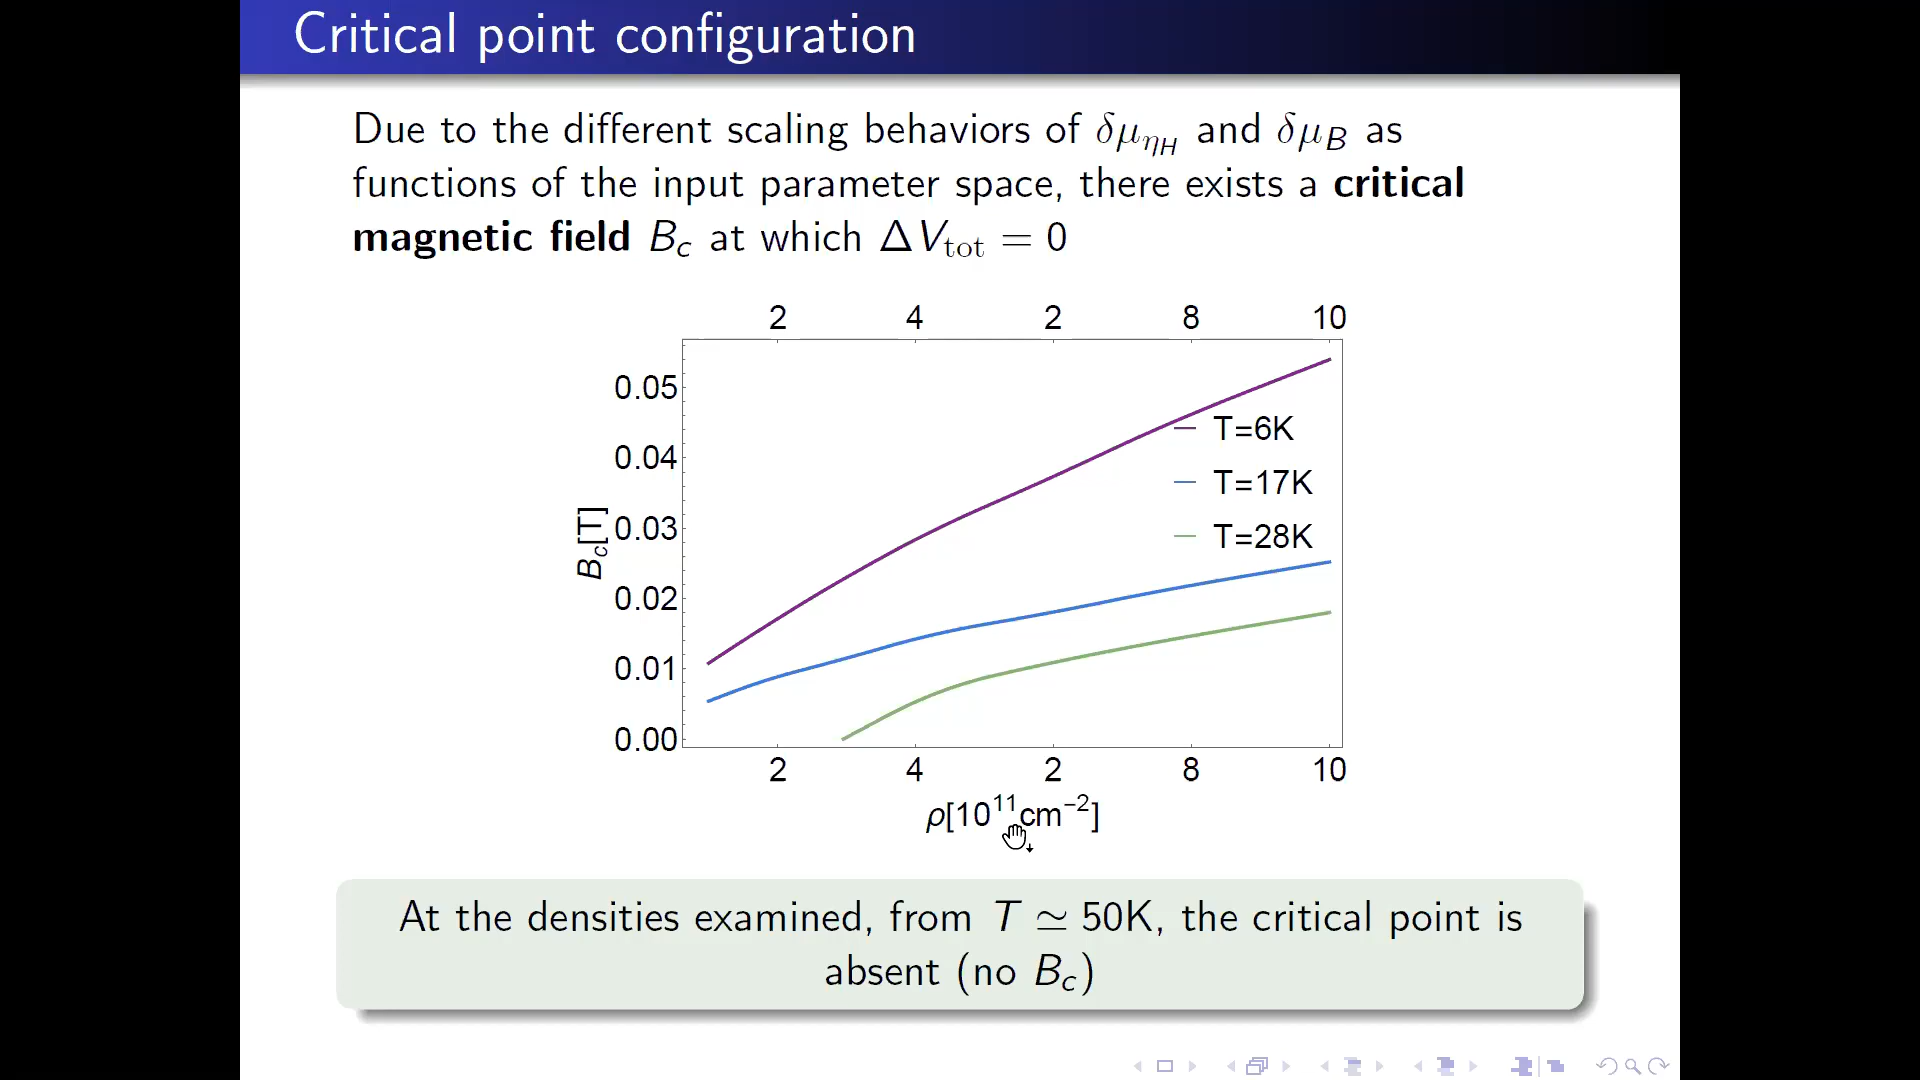 Critical point configuration
Due to the different scaling behaviors of δμ_{η_H} and δμ_B as
functions of the input parameter space, there exists a critical
magnetic field B_c at which ΔV_{tot} = 0
2 4 2 8 10
0.05
T=6K
0.04
T=17K
B_c[T]
0.03
T=28K
0.02
0.01
0.00
2 4 2 8 10
ρ[10^{11}cm^{−2}]
At the densities examined, from T ≃ 50K, the critical point is
absent (no B_c)